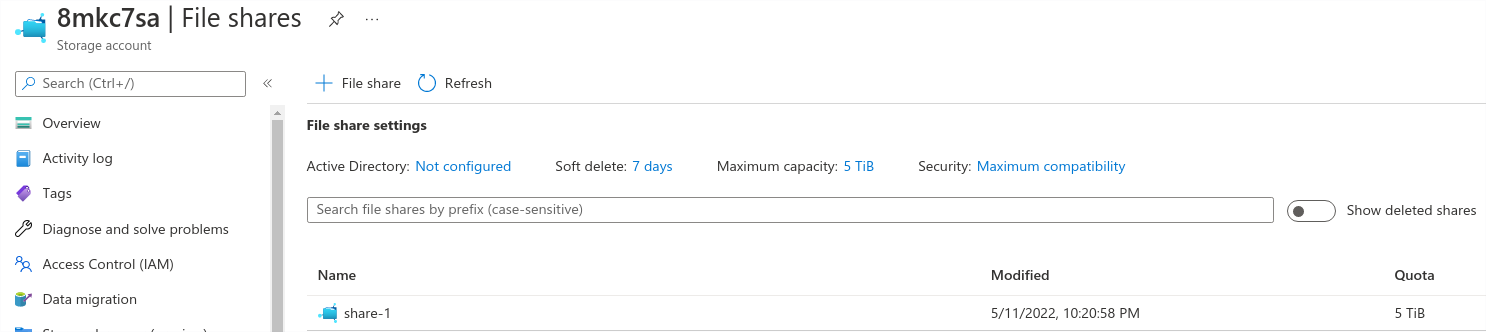 8mkc7sa | File shares
Storage account
Search (Ctrl+/)
«
File share
Refresh
Overview
Activity log
Tags
Diagnose and solve problems
Access Control (IAM)
Data migration
File share settings
Active Directory: Not configured Soft delete: 7 days Maximum capacity: 5 TiB Security: Maximum compatibility
Search file shares by prefix (case-sensitive)
Show deleted shares
Name Modified Quota
share-1 5/11/2022, 10:20:58 PM 5 TiB